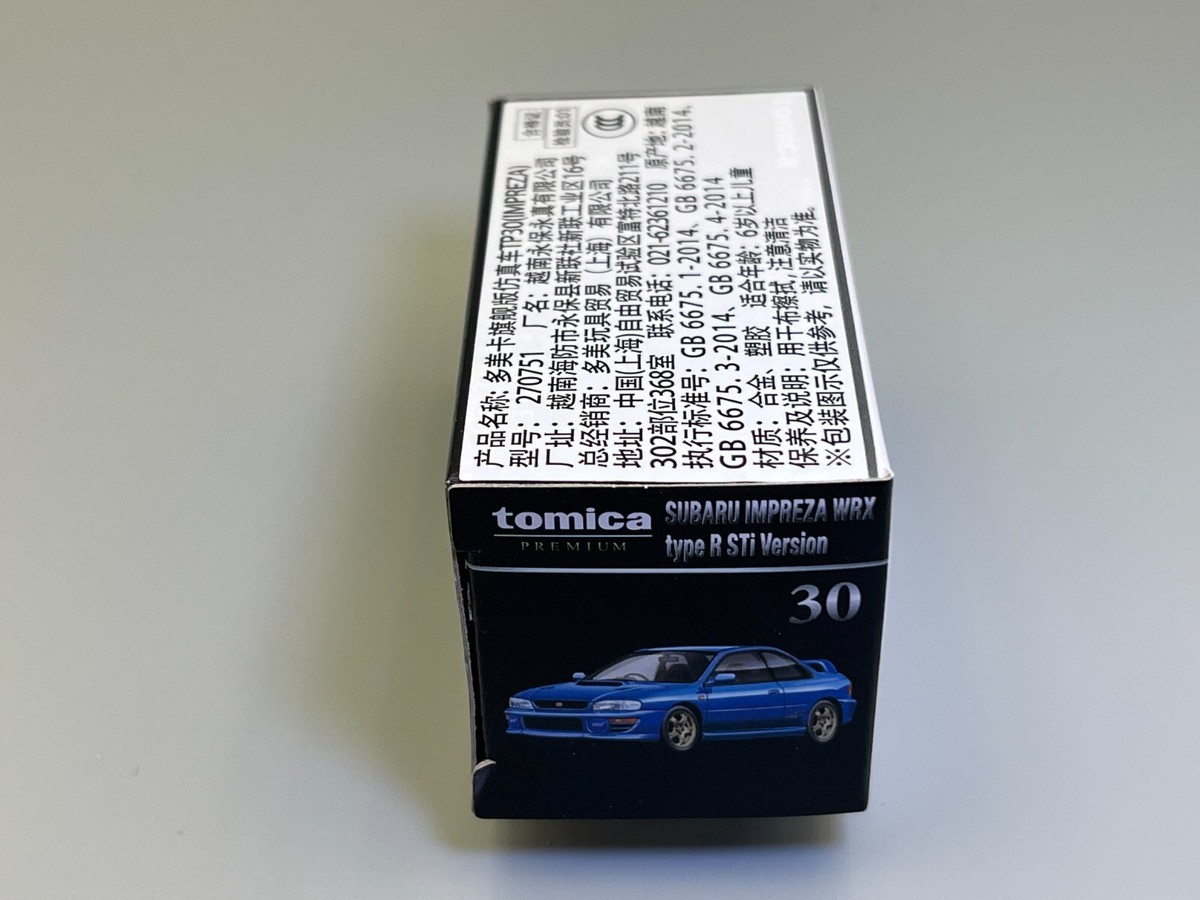 产品名称：多美卡旗舰版仿真车TP30(IMPREZA)
型号：270751 厂名：越南永保永真有限公司
厂址：越南海防市永保县新联社新联工业区16号
总经销商：多美玩具贸易（上海）有限公司
地址：中国(上海)自由贸易试验区富特北路211号
302部位368室 联系电话：021-62361210 原产地：越南
执行标准号：GB 6675.1-2014、GB 6675.2-2014、
GB 6675.3-2014、GB 6675.4-2014
材质：合金、塑胶 适合年龄：6岁以上儿童
保养及说明：用干布擦拭,注意清洁
※包装图示仅供参考，请以实物为准。
合格证
CCC
tomica
tomica
PREMIUM
SUBARU IMPREZA WRX
type R STi Version
30